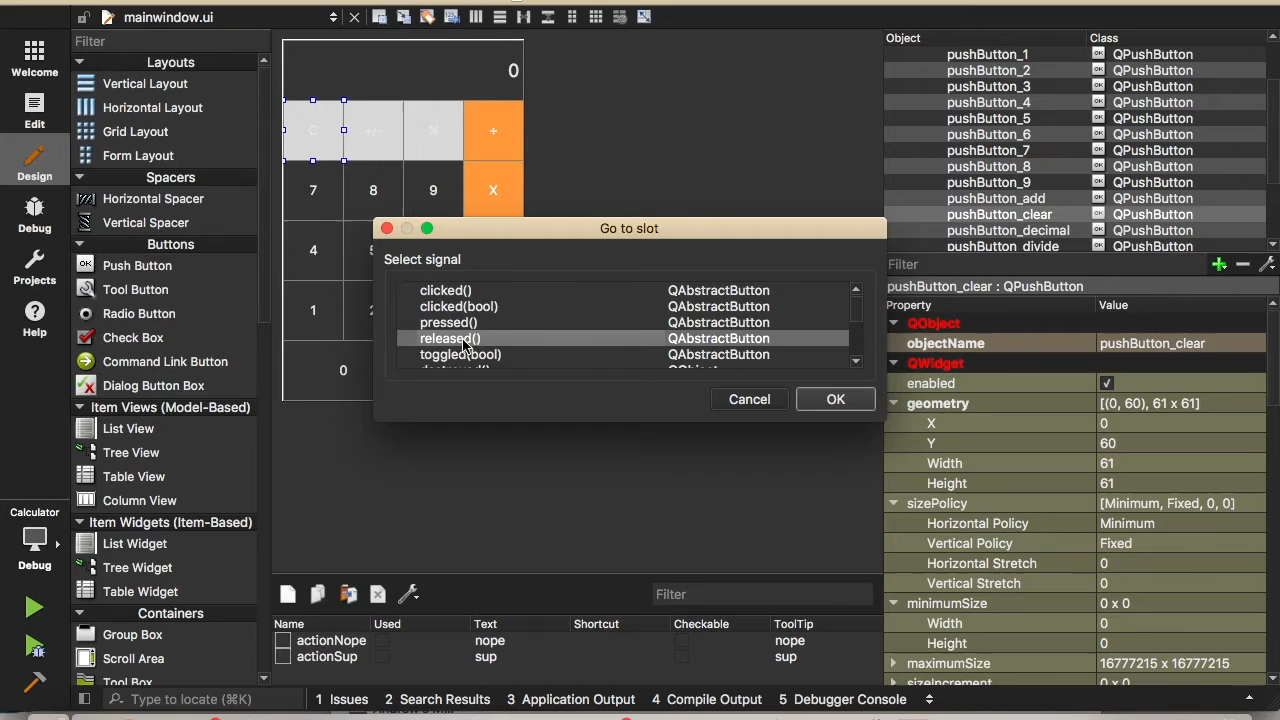 mainwindow.ui
Filter
Object
Class
Welcome
Edit
Design
Debug
Projects
Help
Layouts
Vertical Layout
Horizontal Layout
Grid Layout
Form Layout
Spacers
Horizontal Spacer
Vertical Spacer
Buttons
Push Button
Tool Button
Radio Button
Check Box
Command Link Button
Dialog Button Box
Item Views (Model-Based)
List View
Tree View
Table View
Column View
Item Widgets (Item-Based)
List Widget
Tree Widget
Table Widget
Containers
Group Box
Scroll Area
Tool Box
Calculator
Debug
0
C +/- % +
7 8 9 X
4
1
0
Go to slot
Select signal
clicked() QAbstractButton
clicked(bool) QAbstractButton
pressed() QAbstractButton
released() QAbstractButton
toggled(bool) QAbstractButton
destroyed() QObject
Cancel
OK
pushButton_1 QPushButton
pushButton_2 QPushButton
pushButton_3 QPushButton
pushButton_4 QPushButton
pushButton_5 QPushButton
pushButton_6 QPushButton
pushButton_7 QPushButton
pushButton_8 QPushButton
pushButton_9 QPushButton
pushButton_add QPushButton
pushButton_clear QPushButton
pushButton_decimal QPushButton
pushButton_divide QPushButton
Filter
pushButton_clear : QPushButton
Property Value
QObject
objectName pushButton_clear
QWidget
enabled
geometry [(0, 60), 61 x 61]
X 0
Y 60
Width 61
Height 61
sizePolicy [Minimum, Fixed, 0, 0]
Horizontal Policy Minimum
Vertical Policy Fixed
Horizontal Stretch 0
Vertical Stretch 0
minimumSize 0 x 0
Width 0
Height 0
maximumSize 16777215 x 16777215
sizeIncrement 0 x 0
Filter
Name Used Text Shortcut Checkable ToolTip
actionNope nope nope
actionSup sup sup
Type to locate (⌘K)
1 Issues
2 Search Results
3 Application Output
4 Compile Output
5 Debugger Console